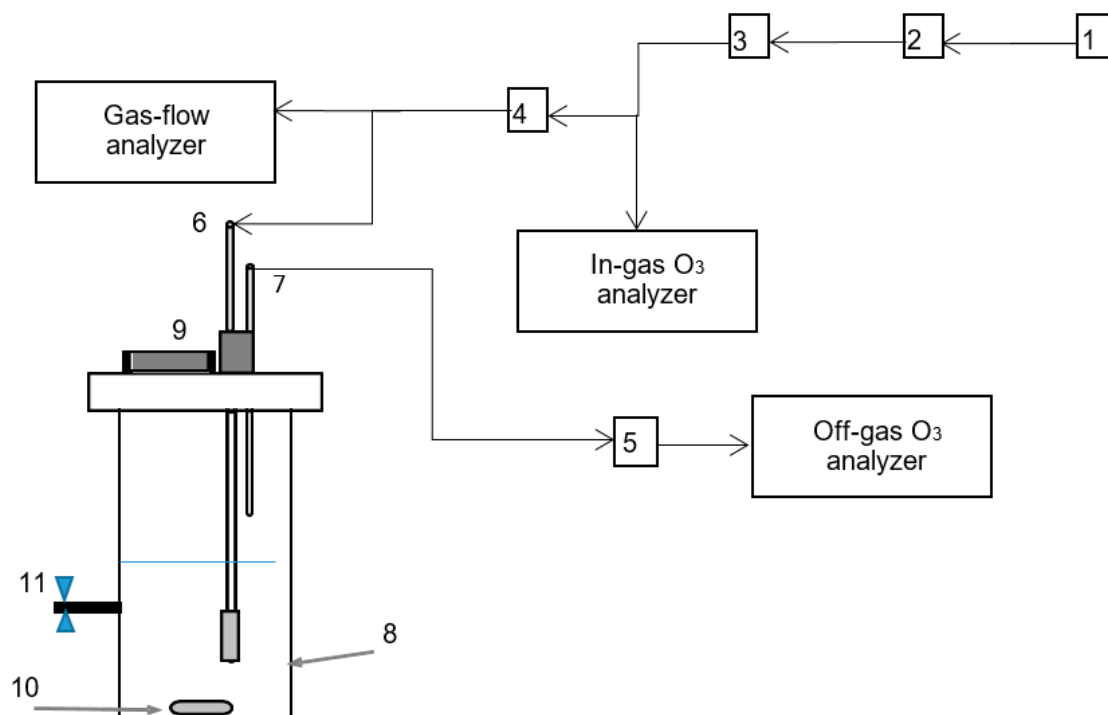 3
2
1
Gas-flow
analyzer
4
6
In-gas O3
analyzer
7
9
5
Off-gas O3
analyzer
11
8
10